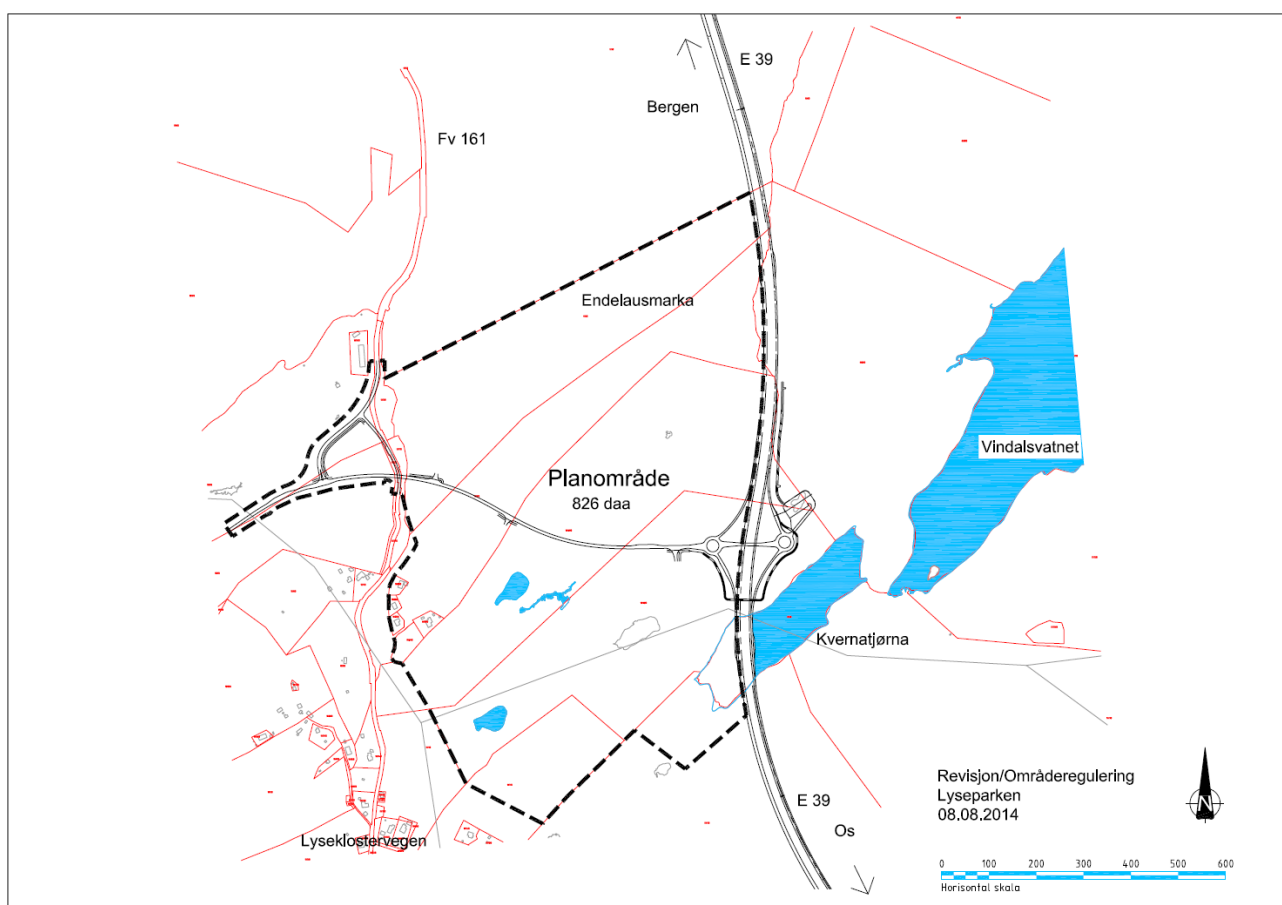 E 39
Bergen
Fv 161
Endelausmarka
Vindalsvatnet
Planområde
826 daa
Kvernatjørna
Revisjon/Områderegulering
Lyseparken
08.08.2014
N
E 39
Os
Lyseklostervegen
0 100 200 300 400 500 600
Horisontal skala